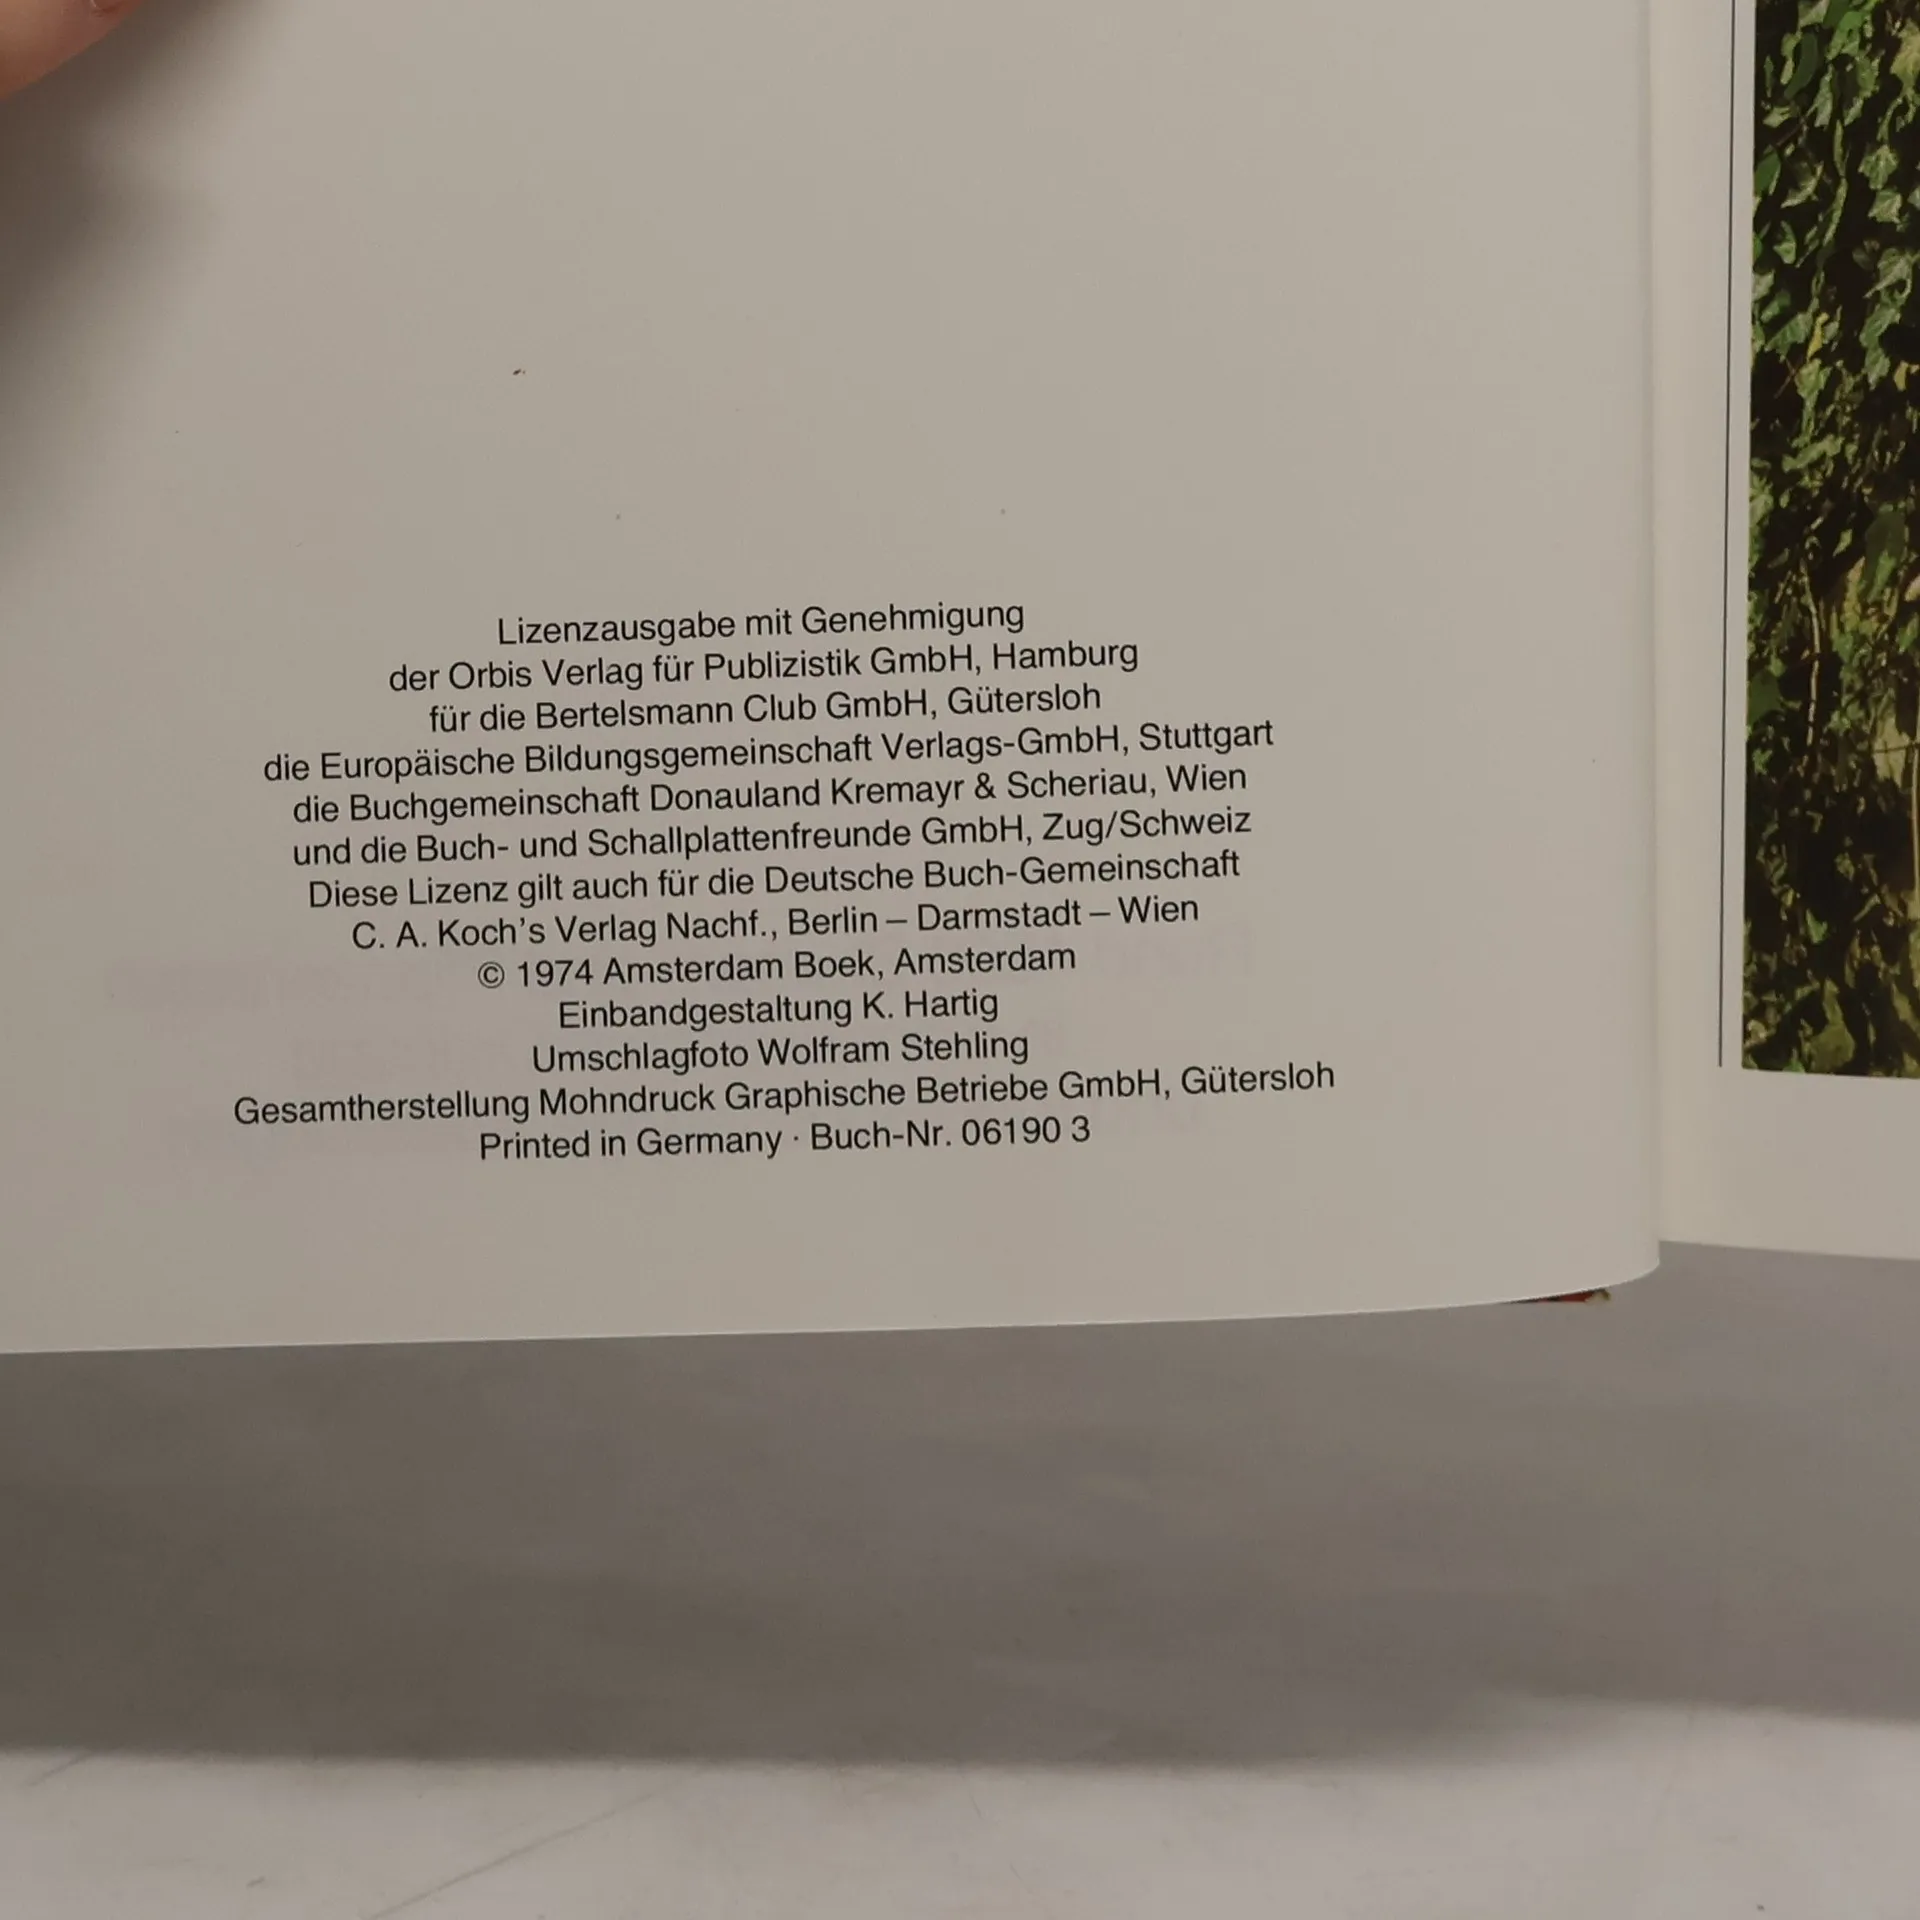 Lizenzausgabe mit Genehmigung
der Orbis Verlag für Publizistik GmbH, Hamburg
für die Bertelsmann Club GmbH, Gütersloh
die Europäische Bildungsgemeinschaft Verlags-GmbH, Stuttgart
die Buchgemeinschaft Donauland Kremayr & Scheriau, Wien
und die Buch- und Schallplattenfreunde GmbH, Zug/Schweiz
Diese Lizenz gilt auch für die Deutsche Buch-Gemeinschaft
C. A. Koch’s Verlag Nachf., Berlin – Darmstadt – Wien
© 1974 Amsterdam Boek, Amsterdam
Einbandgestaltung K. Hartig
Umschlagfoto Wolfram Stehling
Gesamtherstellung Mohndruck Graphische Betriebe GmbH, Gütersloh
Printed in Germany · Buch-Nr. 06190 3